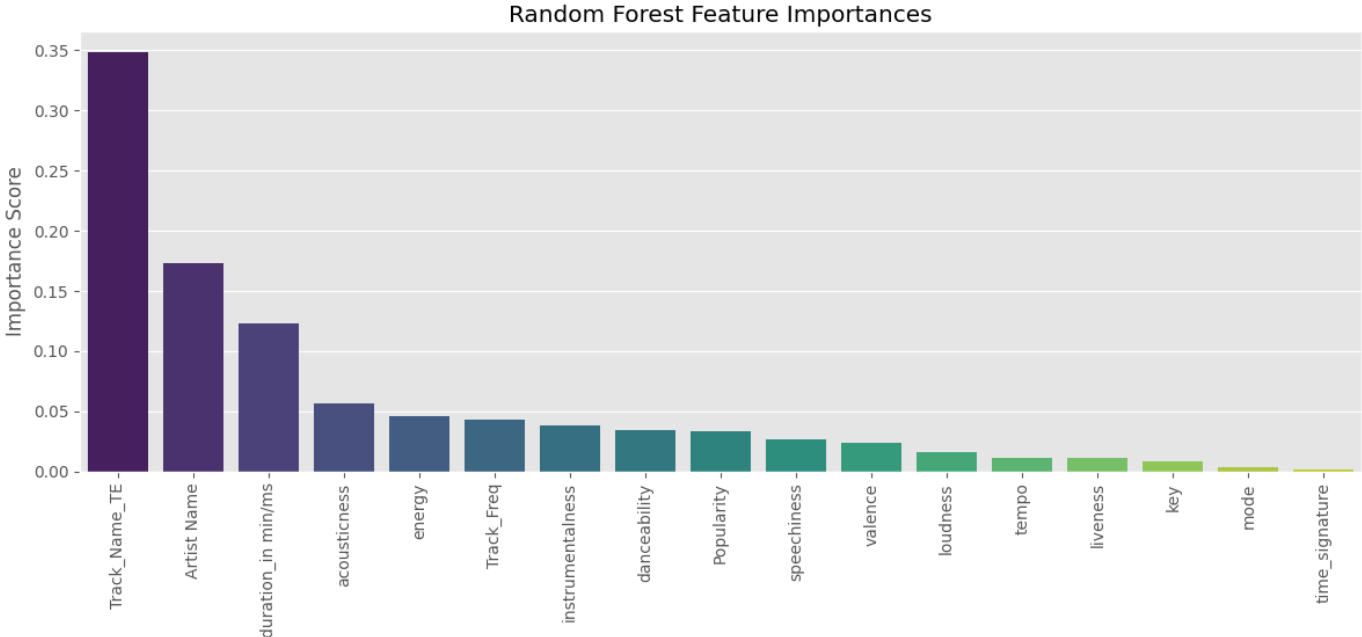 Random Forest Feature Importances
Importance Score
0.35
0.30
0.25
0.20
0.15
0.10
0.05
0.00
Track_Name_TE
Artist Name
duration_in min/ms
acousticness
energy
Track_Freq
instrumentalness
danceability
Popularity
speechiness
valence
loudness
tempo
liveness
key
mode
time_signature